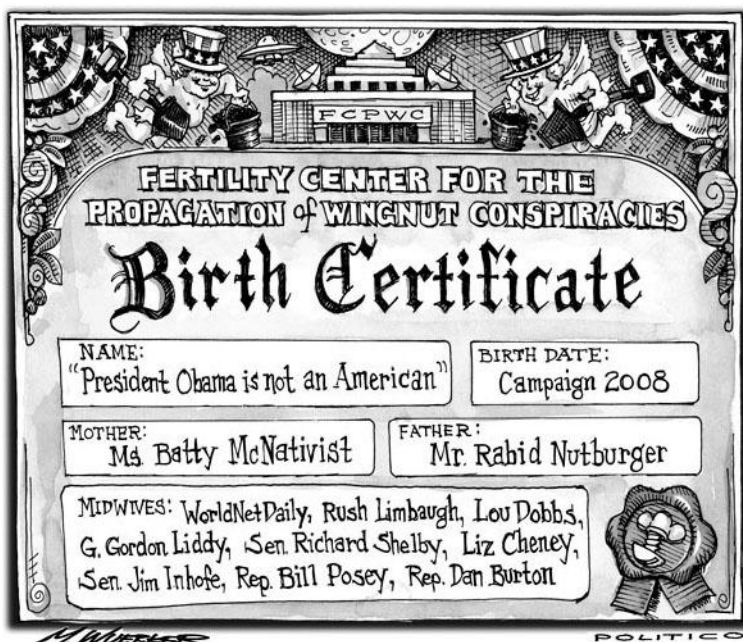 FCPWC
FERTILITY CENTER FOR THE
PROPAGATION of WINGNUT CONSPIRACIES
Birth Certificate
NAME:
"President Obama is not an American"
BIRTH DATE:
Campaign 2008
MOTHER:
Ms. Batty McNativist
FATHER:
Mr. Rabid Nutburger
MIDWIVES: WorldNetDaily, Rush Limbaugh, Lou Dobbs,
G. Gordon Liddy, Sen. Richard Shelby, Liz Cheney,
Sen. Jim Inhofe, Rep. Bill Posey, Rep. Dan Burton
M. WUERKER
POLITICO